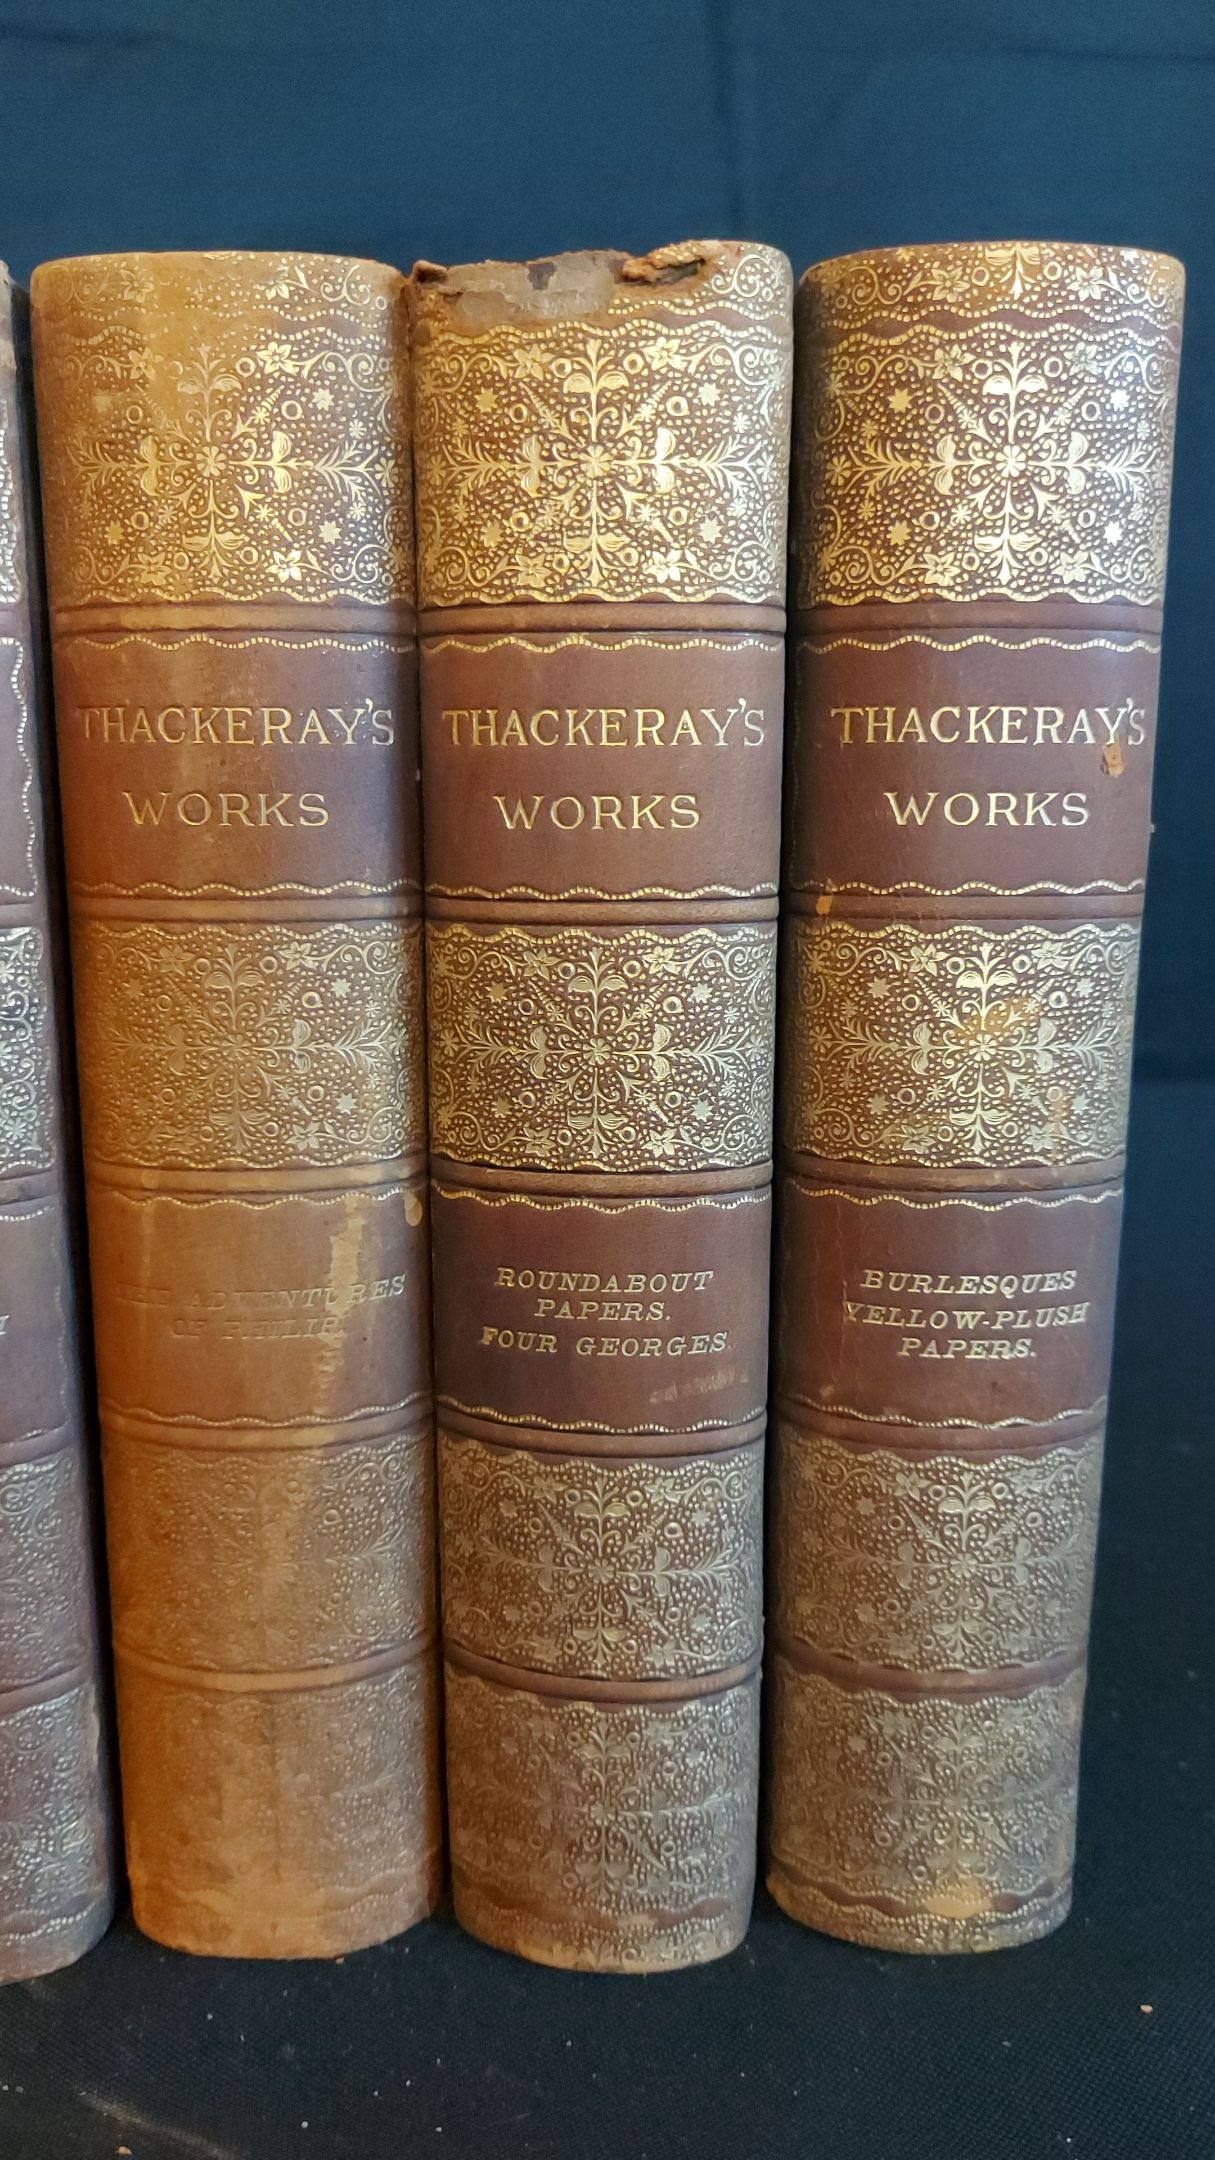 THACKERAY'S
WORKS
THE ADVENTURES
OF PHILIP
THACKERAY'S
WORKS
ROUNDABOUT
PAPERS.
FOUR GEORGES.
THACKERAY'S
WORKS
BURLESQUES
YELLOW-PLUSH
PAPERS.